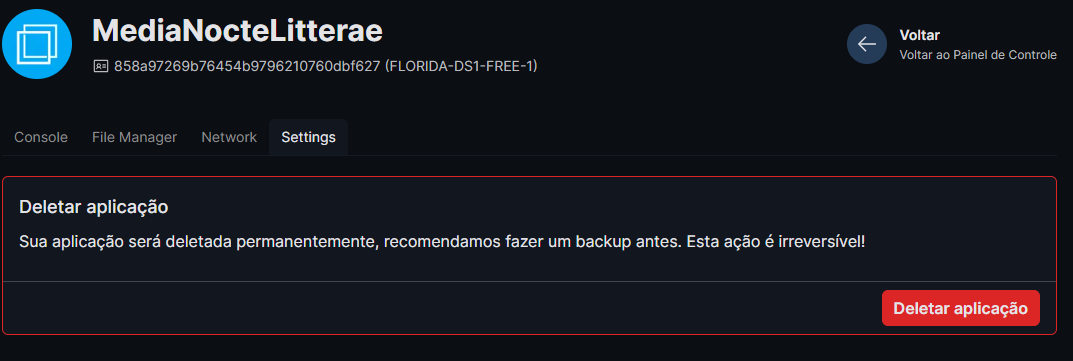 MediaNocteLitterae
858a97269b76454b9796210760dbf627 (FLORIDA-DS1-FREE-1)
Voltar
Voltar ao Painel de Controle
Console
File Manager
Network
Settings
Deletar aplicação
Sua aplicação será deletada permanentemente, recomendamos fazer um backup antes. Esta ação é irreversível!
Deletar aplicação